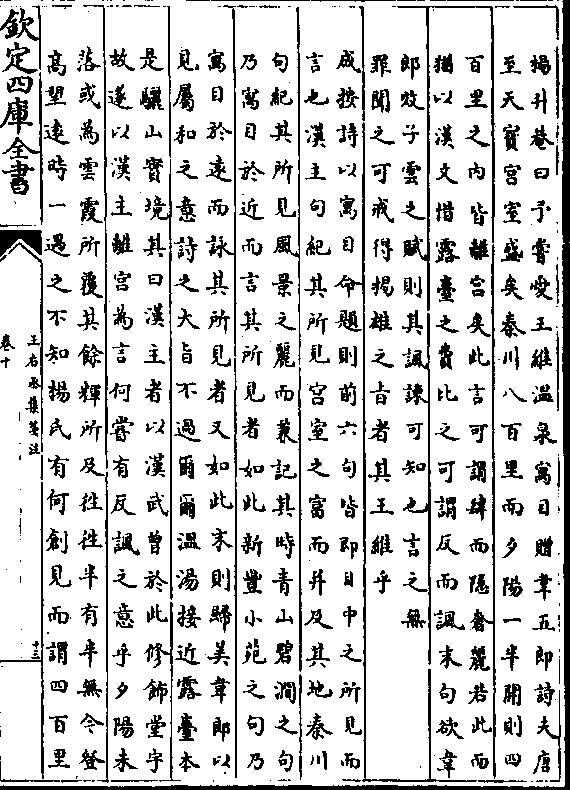 楊升菴曰予嘗愛王維溫泉寓目贈韋五郎詩夫唐
至天寳宮室盛矣秦川八百里而夕陽一半開則四
百里之內皆離宮矣此言可謂肆而隱奢麗若此而
猶以漢文惜露臺之費比之可謂反而諷末句欲韋
郎效子雲之賦則其諷諫可知也言之無
罪聞之可戒得揚雄之㫖者其王維乎
成按詩以寓目命題則前六句皆即目中之所見而
言也漢主句紀其所見宮室之富而并及其地秦川
句紀其所見風景之麗而兼記其時青山碧澗之句
乃寓目於近而言其所見者如此新豐小苑之句乃
寓目於逺而詠其所見者又如此末則歸美韋郎以
見屬和之意詩之大㫖不過爾爾溫湯接近露臺本
是驪山實境其曰漢主者以漢武曾於此修飾堂宇
故遂以漢主離宮為言何嘗有反諷之意乎夕陽未
落或為雲霞所覆其餘輝所及往往半有半無今登
高望逺時一遇之不知楊氏有何創見而謂四百里
欽定四庫全書
王右丞集箋注
卷十
十三